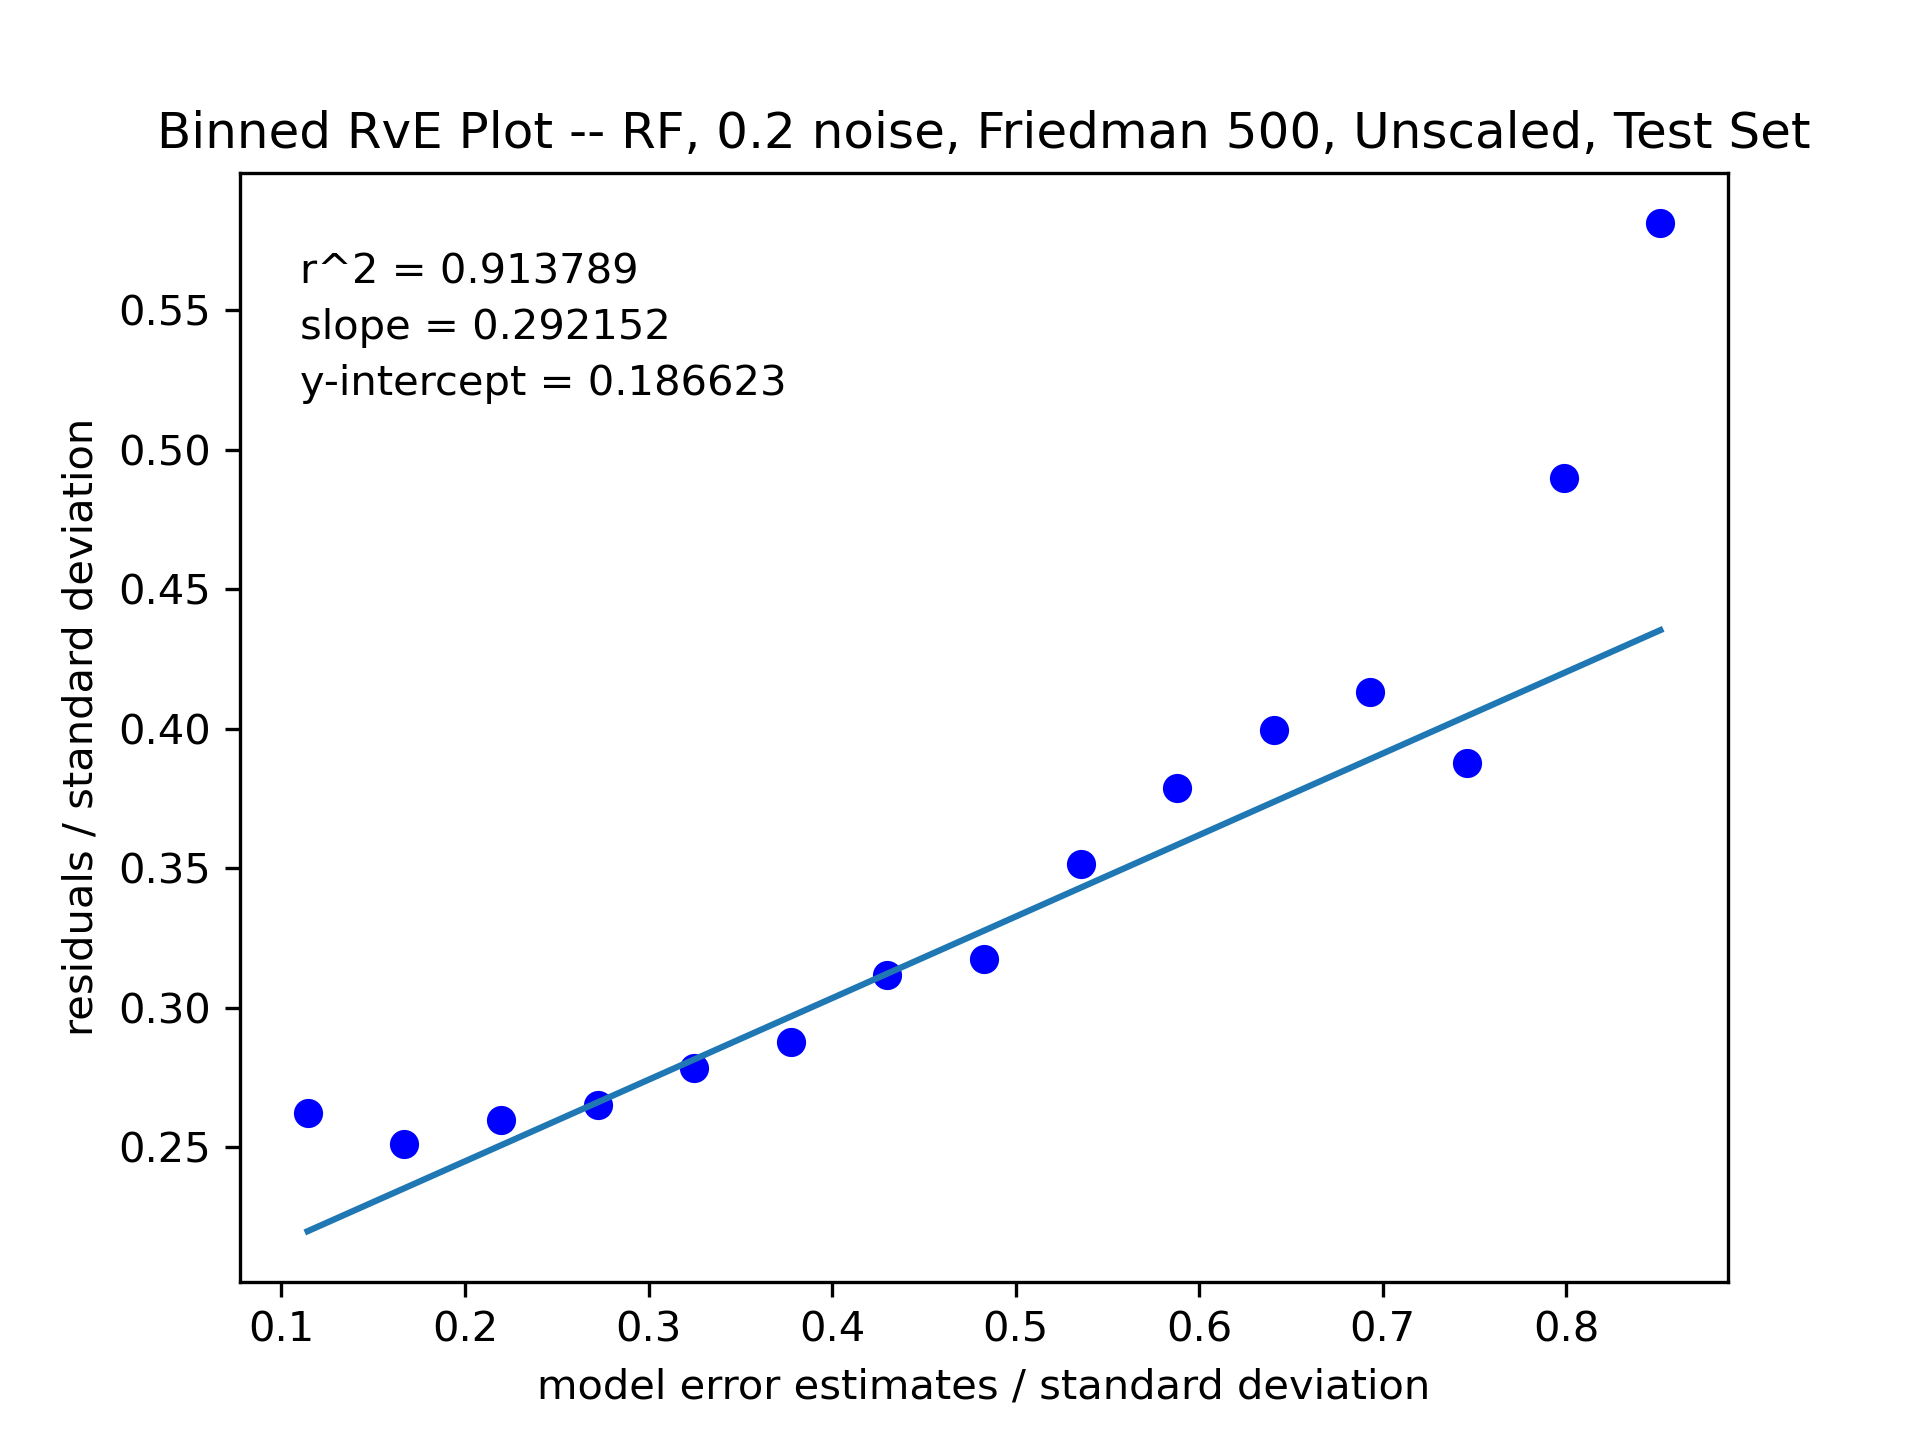 Binned RvE Plot -- RF, 0.2 noise, Friedman 500, Unscaled, Test Set
r^2 = 0.913789
slope = 0.292152
y-intercept = 0.186623
0.55
0.50
0.45
0.40
0.35
0.30
0.25
residuals / standard deviation
0.1 0.2 0.3 0.4 0.5 0.6 0.7 0.8
model error estimates / standard deviation